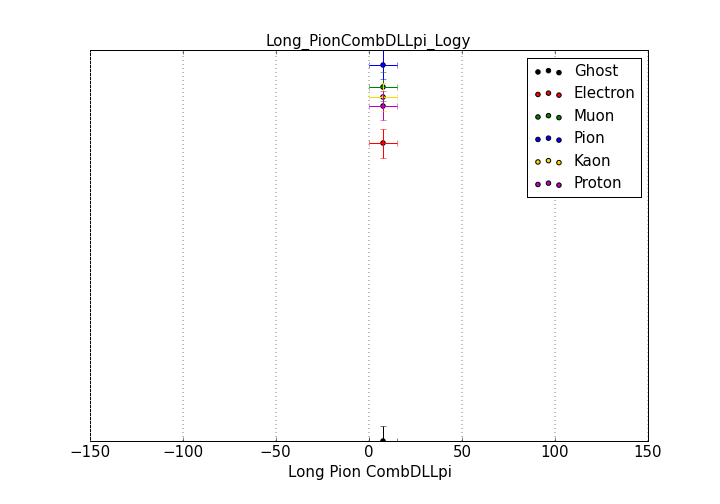 Long_PionCombDLLpi_Logy
Ghost
Electron
Muon
Pion
Kaon
Proton
−150 −100 −50 0 50 100 150
Long Pion CombDLLpi